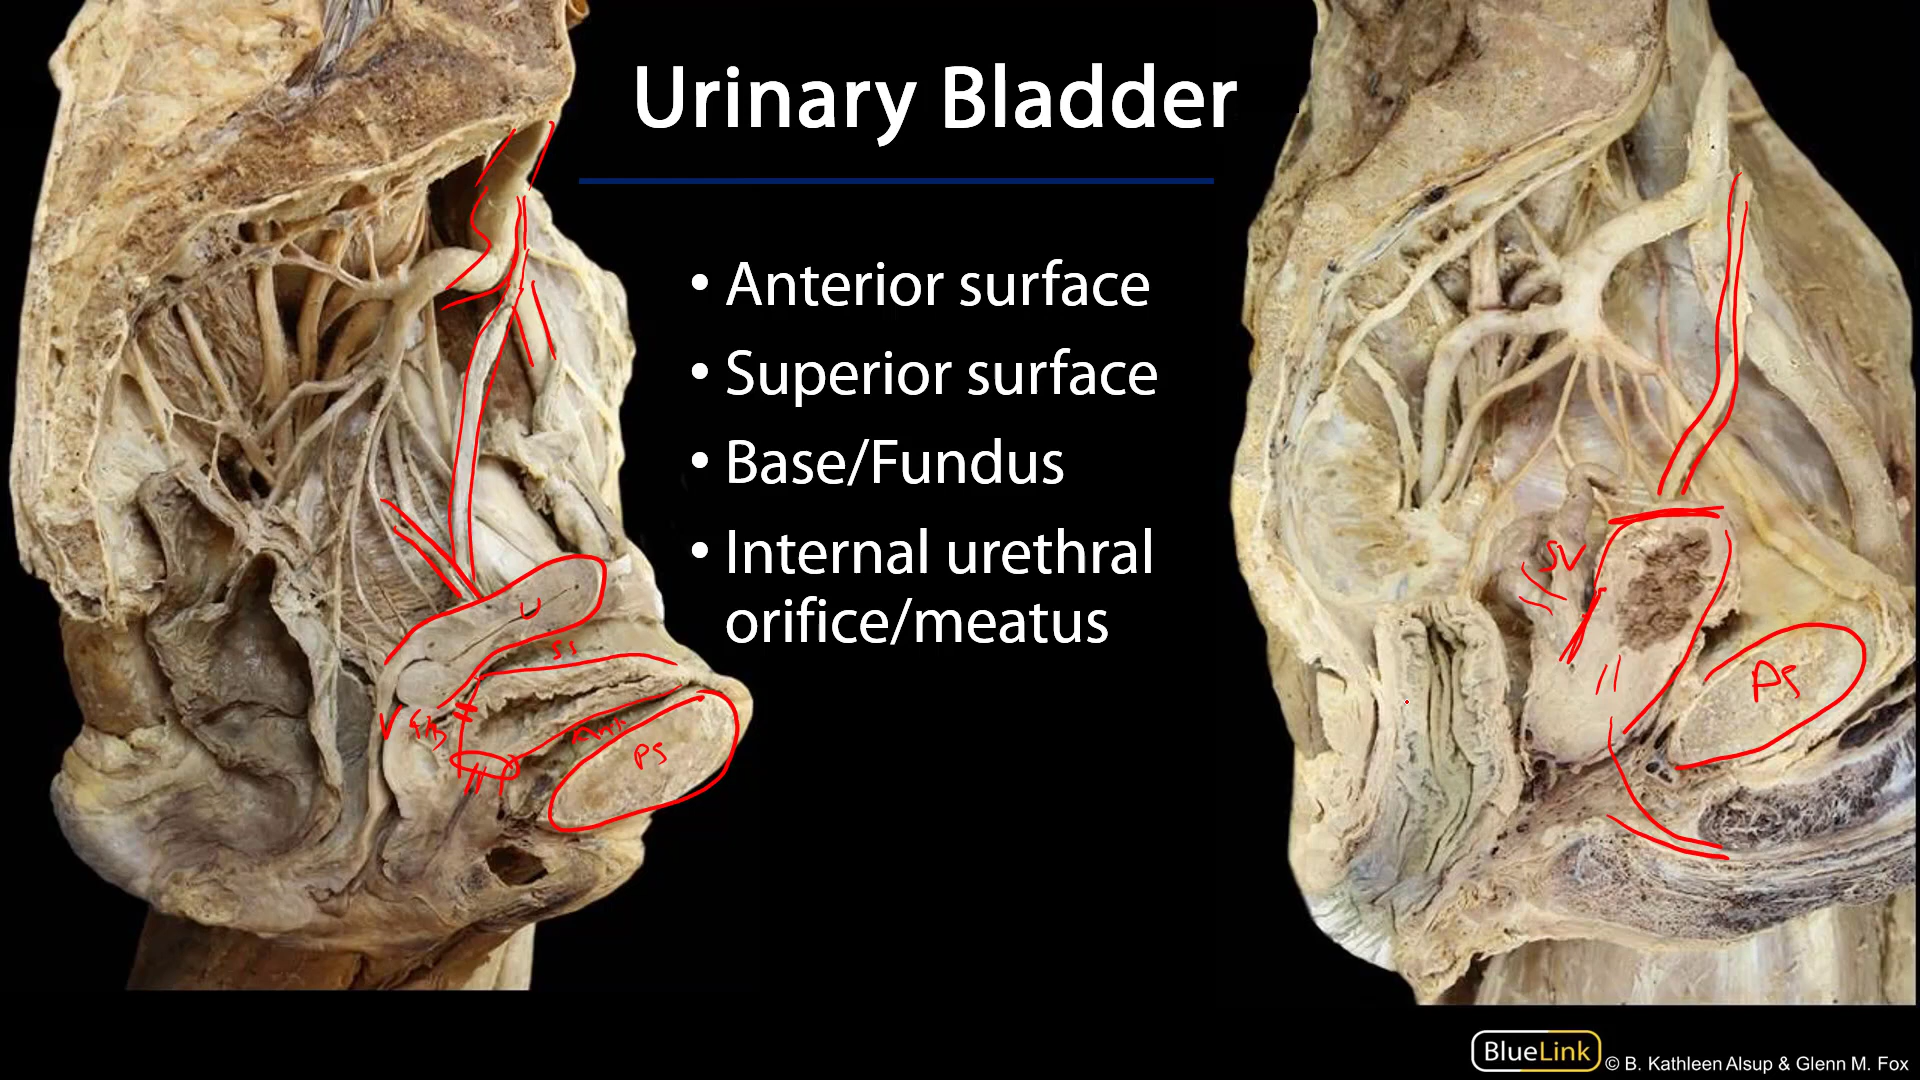 Urinary Bladder
• Anterior surface
• Superior surface
• Base/Fundus
• Internal urethral
orifice/meatus
U
SS
V
PS
SV
PS
BlueLink
© B. Kathleen Alsup & Glenn M. Fox